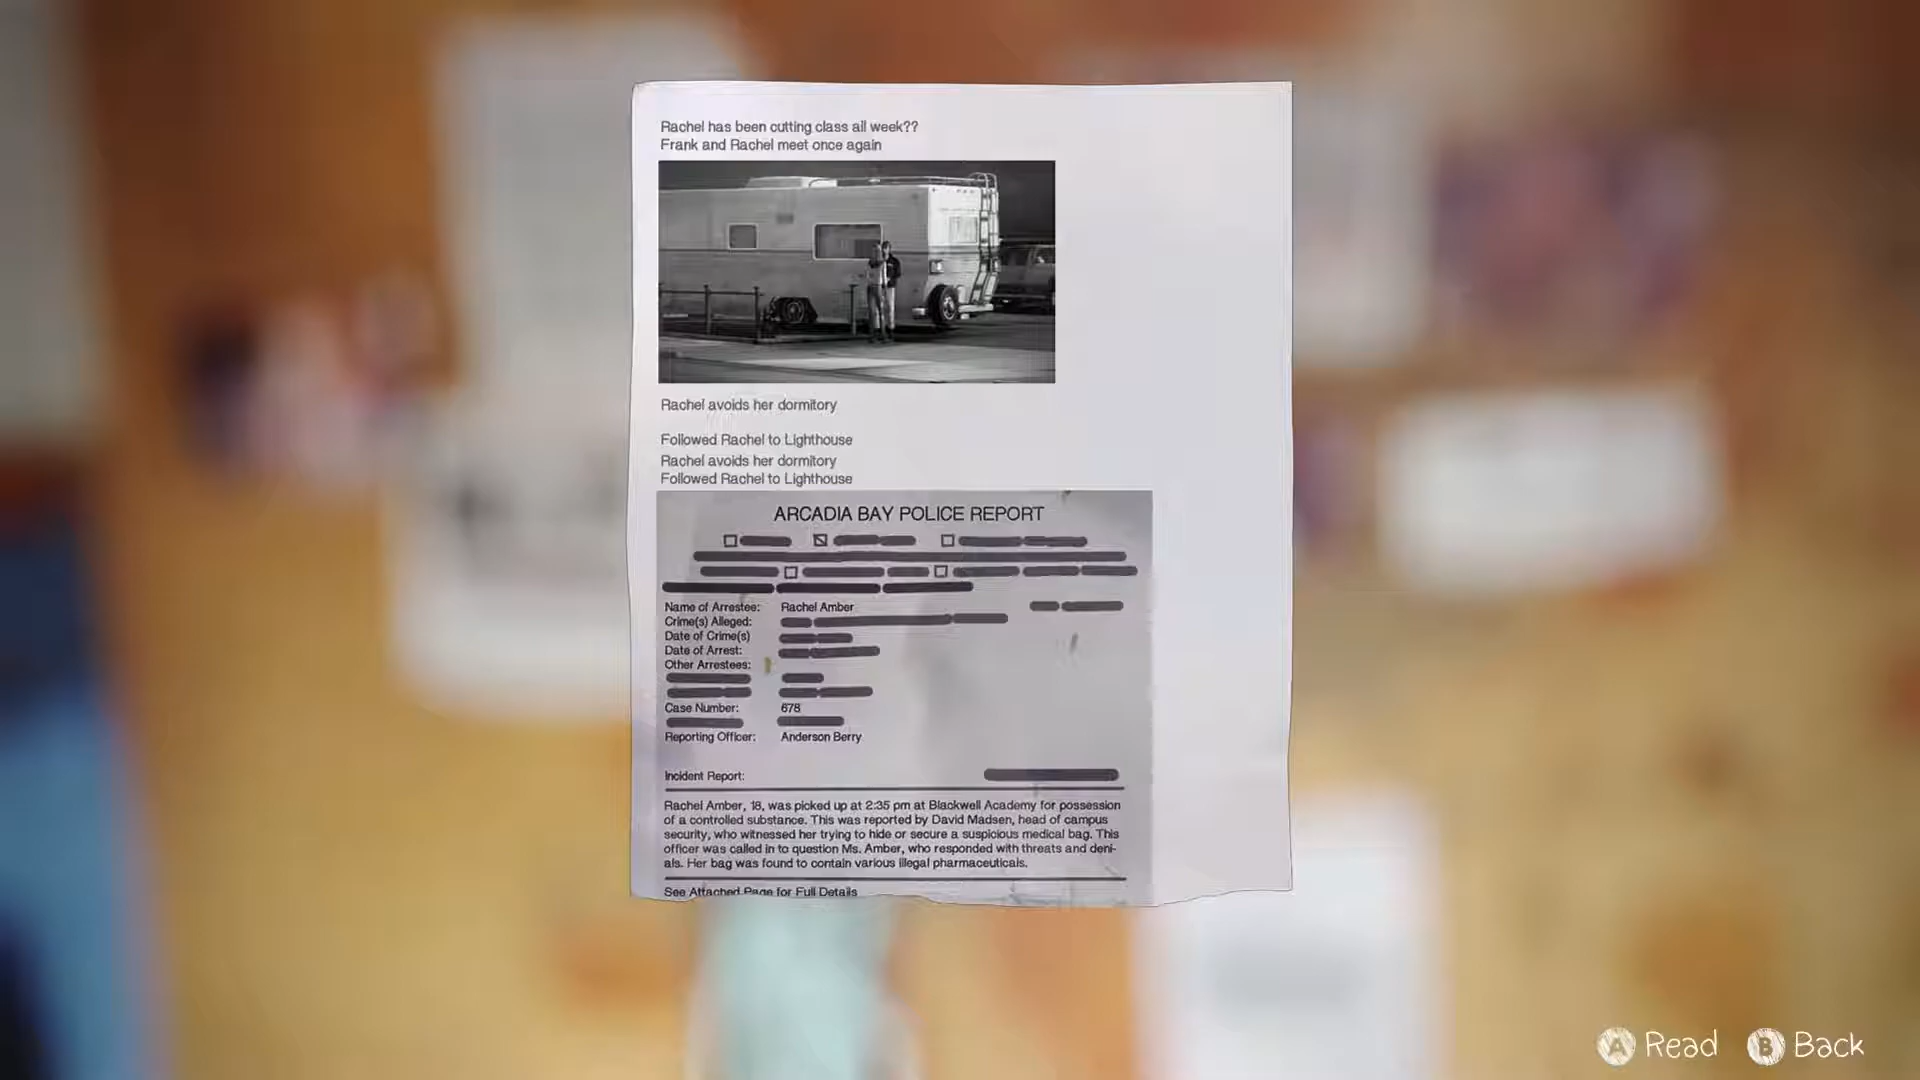 Rachel has been cutting class all week??
Frank and Rachel meet once again
Rachel avoids her dormitory
Followed Rachel to Lighthouse
Rachel avoids her dormitory
Followed Rachel to Lighthouse
ARCADIA BAY POLICE REPORT
Name of Arrestee: Rachel Amber
Crime(s) Alleged:
Date of Crime(s)
Date of Arrest:
Other Arrestees:
Case Number: 678
Reporting Officer: Anderson Berry
Incident Report:
Rachel Amber, 18, was picked up at 2:35 pm at Blackwell Academy for possession
of a controlled substance. This was reported by David Madsen, head of campus
security, who witnessed her trying to hide or secure a suspicious medical bag. This
officer was called in to question Ms. Amber, who responded with threats and deni-
als. Her bag was found to contain various illegal pharmaceuticals.
See Attached Page for Full Details
A Read B Back